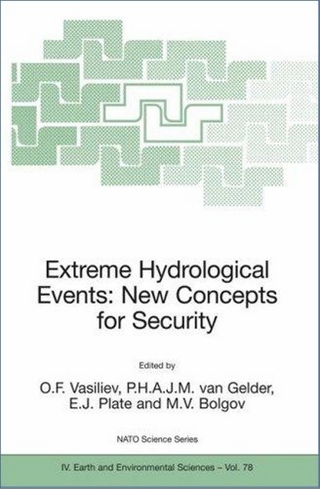 Extreme Hydrological
Events: New Concepts
for Security
Edited by
O.F. Vasiliev, P.H.A.J.M. van Gelder,
E.J. Plate and M.V. Bolgov
NATO Science Series
IV. Earth and Environmental Sciences – Vol. 78